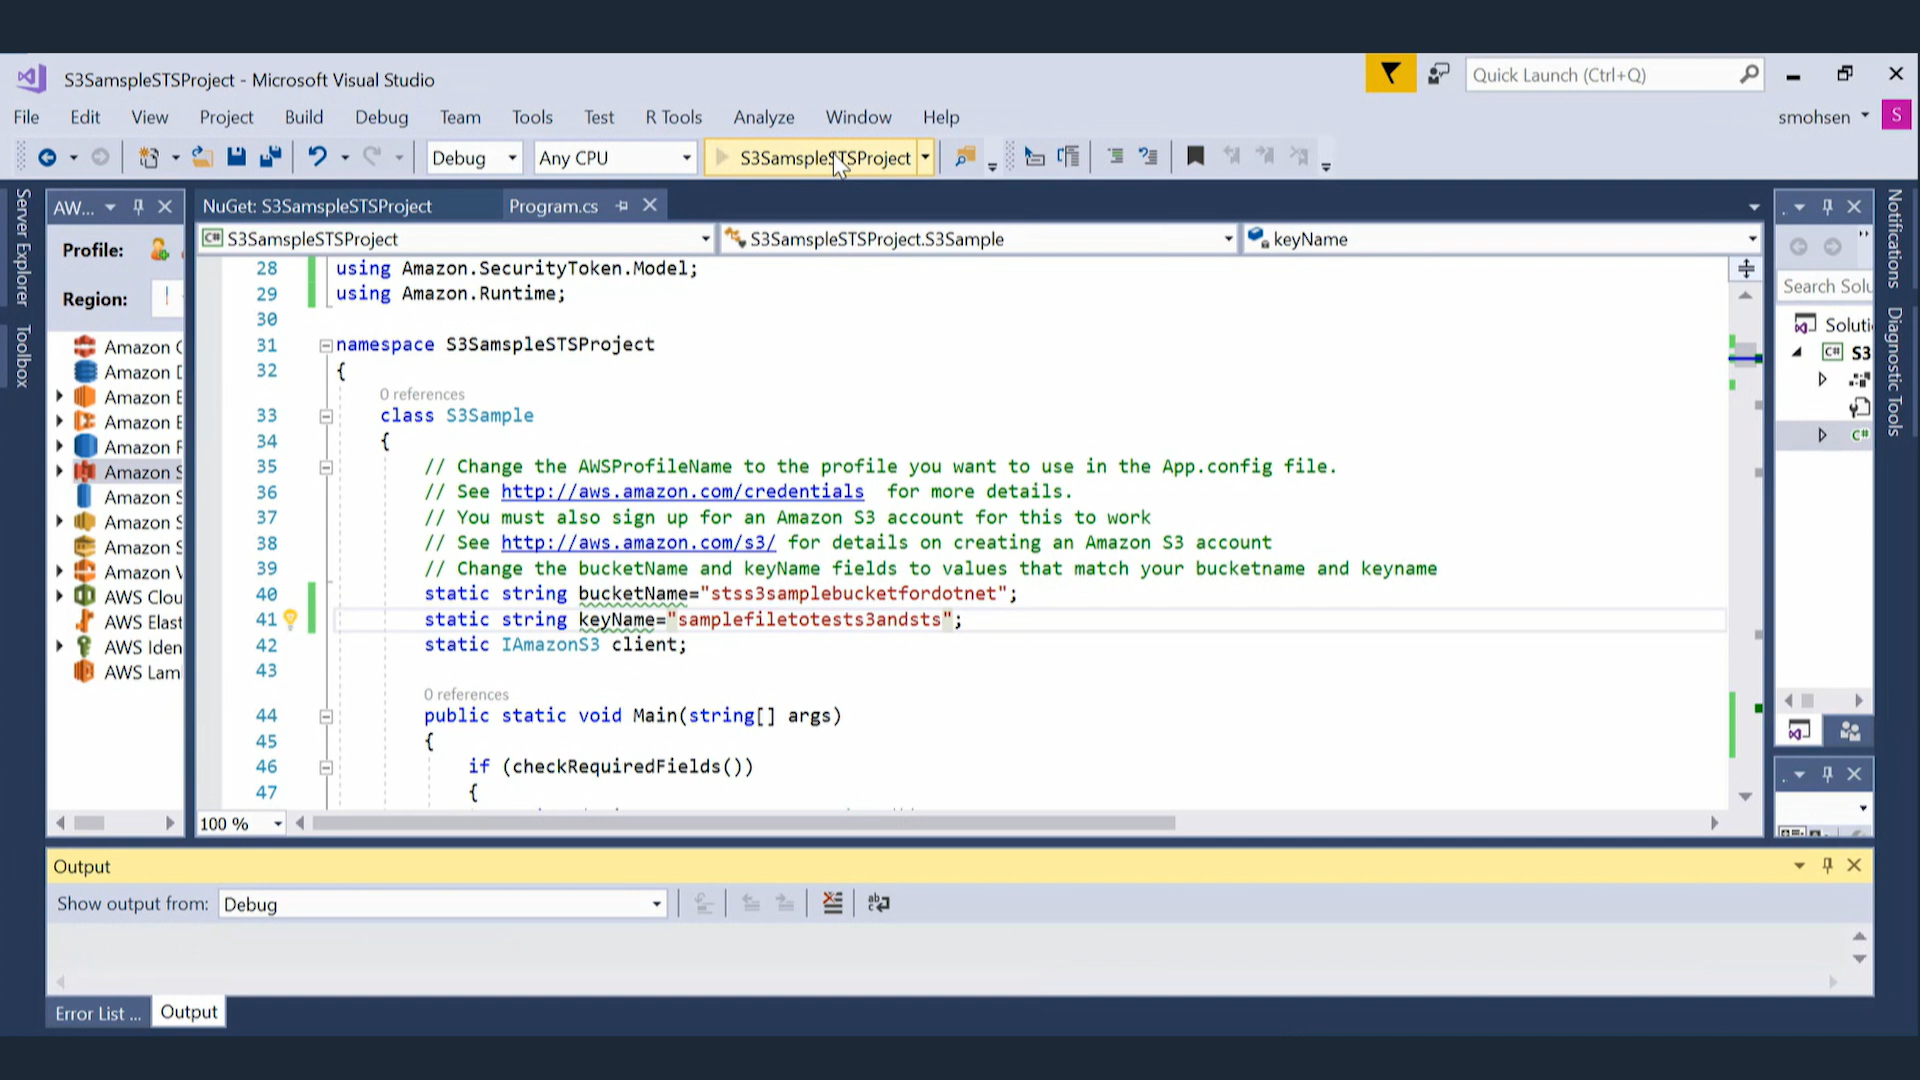 S3SamspleSTSProject - Microsoft Visual Studio
Quick Launch (Ctrl+Q)
File Edit View Project Build Debug Team Tools Test R Tools Analyze Window Help
smohsen S
Debug Any CPU S3SamspleSTSProject
Server Explorer
Toolbox
AW...
Profile:
Region:
Amazon
Amazon
Amazon
Amazon
Amazon
Amazon
Amazon
Amazon
Amazon
Amazon
AWS Clou
AWS Elast
AWS Iden
AWS Lam
NuGet: S3SamspleSTSProject Program.cs
S3SamspleSTSProject S3SamspleSTSProject.S3Sample keyName
28 using Amazon.SecurityToken.Model;
29 using Amazon.Runtime;
30
31 namespace S3SamspleSTSProject
32 {
0 references
33 class S3Sample
34 {
35 // Change the AWSProfileName to the profile you want to use in the App.config file.
36 // See http://aws.amazon.com/credentials for more details.
37 // You must also sign up for an Amazon S3 account for this to work
38 // See http://aws.amazon.com/s3/ for details on creating an Amazon S3 account
39 // Change the bucketName and keyName fields to values that match your bucketname and keyname
40 static string bucketName="stss3samplebucketfordotnet";
41 static string keyName="samplefiletotests3andsts";
42 static IAmazonS3 client;
43
0 references
44 public static void Main(string[] args)
45 {
46 if (checkRequiredFields())
47 {
100 %
Search Solu
Soluti
C# S3
C#
Notifications
Diagnostic Tools
Output
Show output from: Debug
Error List ... Output